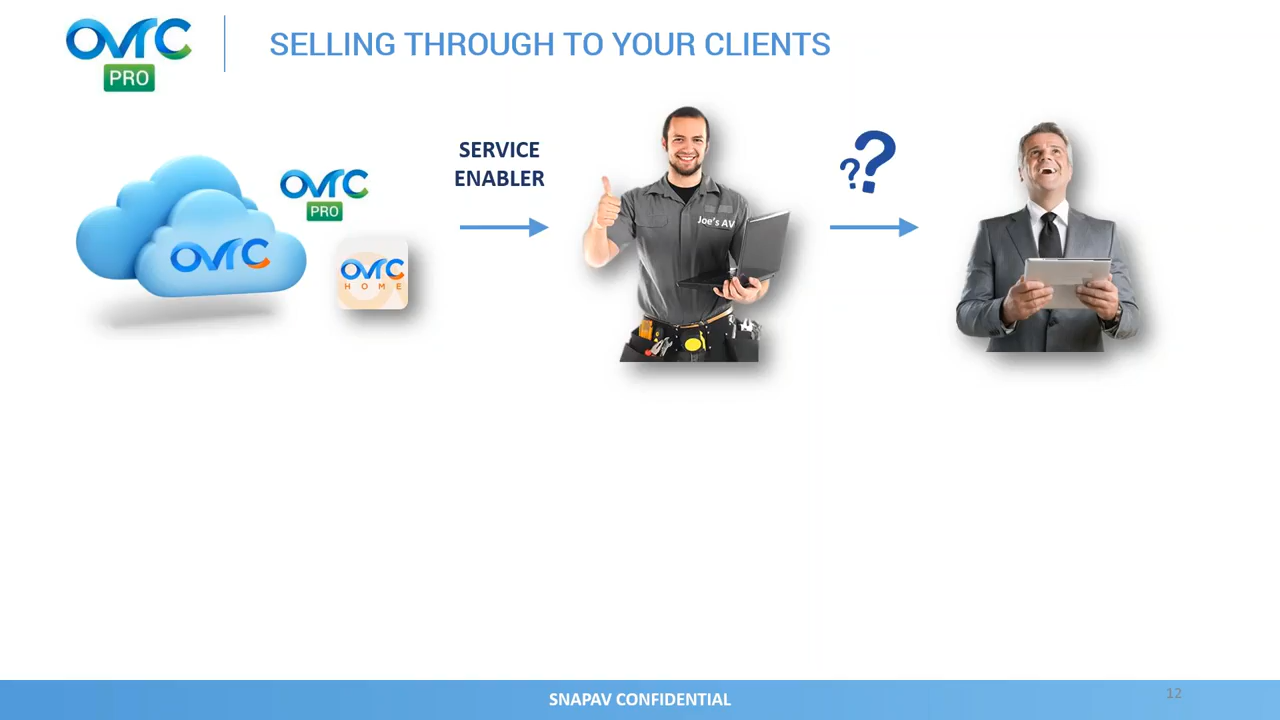 OVRC
PRO
SELLING THROUGH TO YOUR CLIENTS
SERVICE
ENABLER
??
OVRC
PRO
Joe's AV
OVRC
OVRC
HOME
SNAPAV CONFIDENTIAL
12